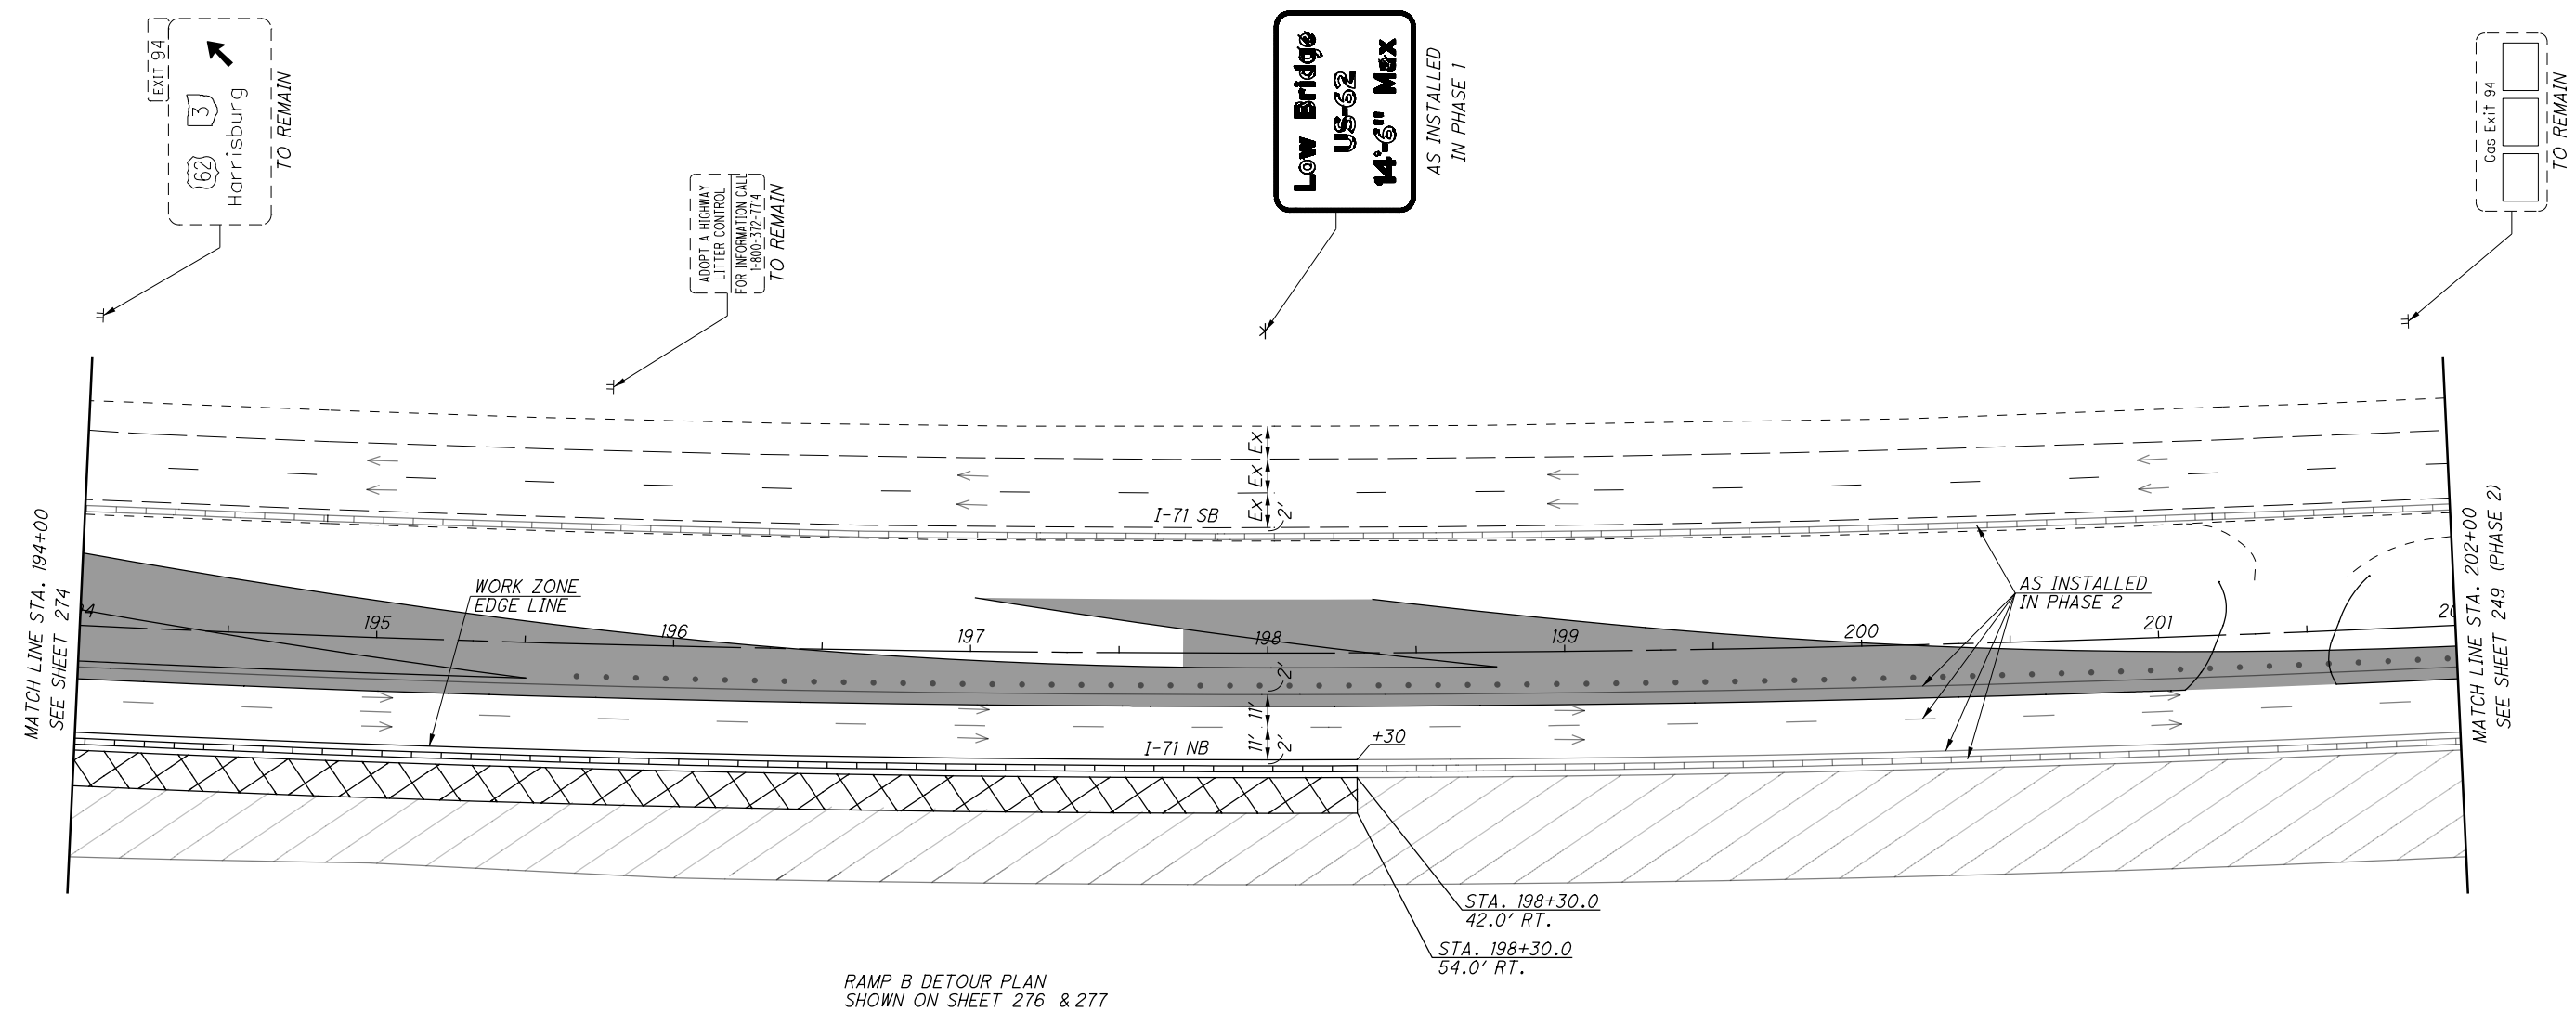 EXIT 94
62 3
Harrisburg
TO REMAIN
ADOPT A HIGHWAY
LITTER CONTROL
FOR INFORMATION CALL
1-800-372-7714
TO REMAIN
Low Bridge
US-62
14'-6" Max
AS INSTALLED
IN PHASE 1
Gas Exit 94
TO REMAIN
MATCH LINE STA. 194+00
SEE SHEET 274
EX
EX
EX
2'
I-71 SB
WORK ZONE
EDGE LINE
AS INSTALLED
IN PHASE 2
195
196
197
198
199
200
201
2'
11'
11'
2'
I-71 NB
+30
MATCH LINE STA. 202+00
SEE SHEET 249 (PHASE 2)
STA. 198+30.0
42.0' RT.
STA. 198+30.0
54.0' RT.
RAMP B DETOUR PLAN
SHOWN ON SHEET 276 & 277